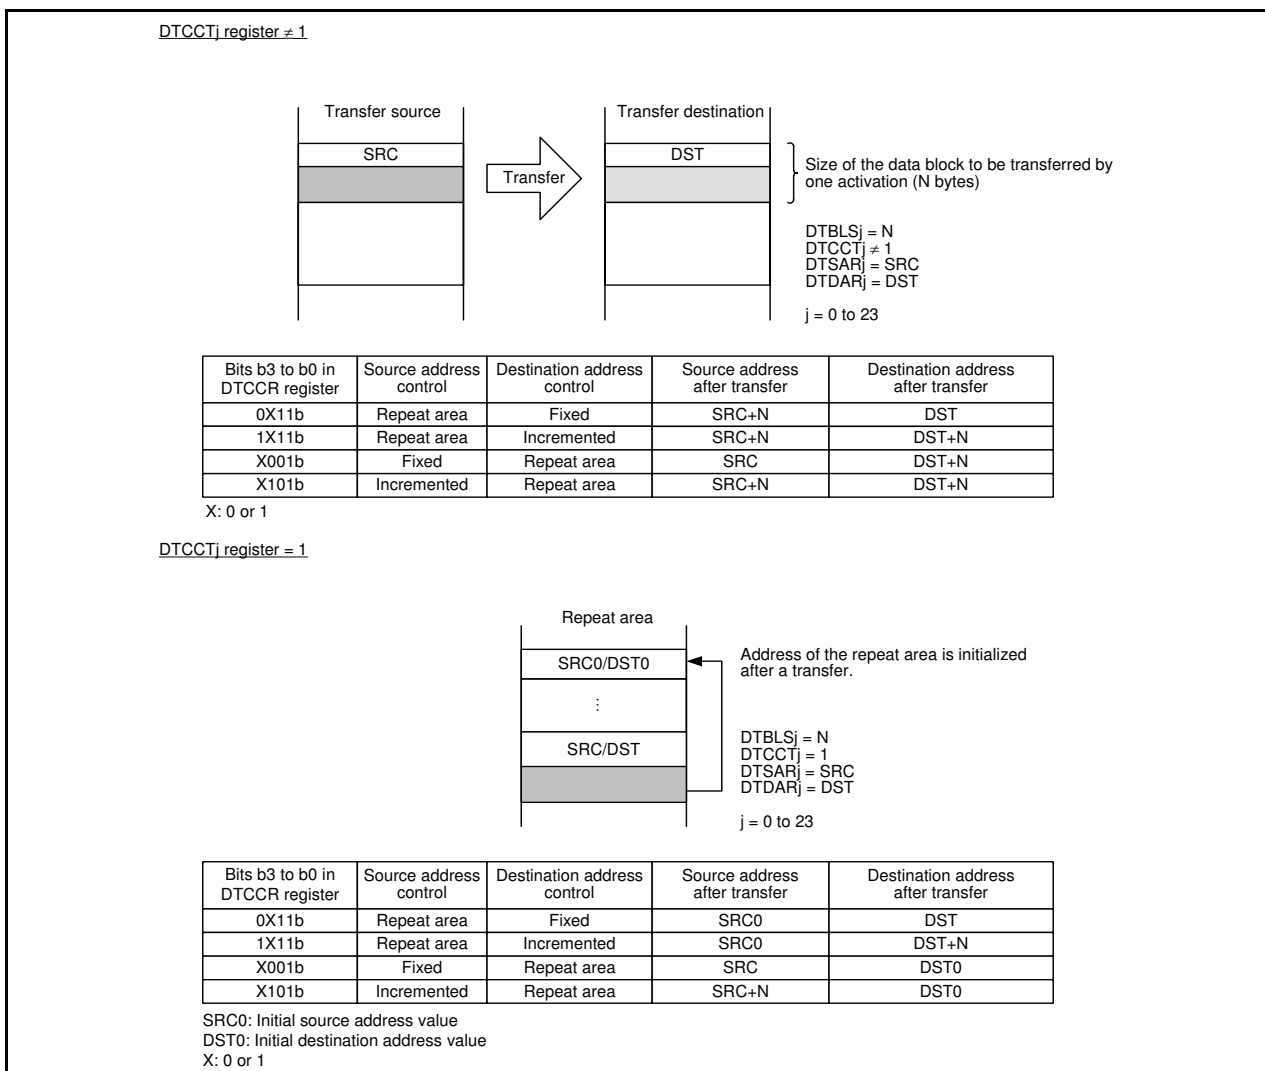 DTCCTj register ≠ 1
Transfer source
Transfer destination
SRC
DST
Transfer
Size of the data block to be transferred by
one activation (N bytes)
DTBLSj = N
DTCCTj ≠ 1
DTSARj = SRC
DTDARj = DST
j = 0 to 23
Bits b3 to b0 in DTCCR register | Source address control | Destination address control | Source address after transfer | Destination address after transfer
0X11b | Repeat area | Fixed | SRC+N | DST
1X11b | Repeat area | Incremented | SRC+N | DST+N
X001b | Fixed | Repeat area | SRC | DST+N
X101b | Incremented | Repeat area | SRC+N | DST+N
X: 0 or 1
DTCCTj register = 1
Repeat area
SRC0/DST0
⋮
SRC/DST
Address of the repeat area is initialized
after a transfer.
DTBLSj = N
DTCCTj = 1
DTSARj = SRC
DTDARj = DST
j = 0 to 23
Bits b3 to b0 in DTCCR register | Source address control | Destination address control | Source address after transfer | Destination address after transfer
0X11b | Repeat area | Fixed | SRC0 | DST
1X11b | Repeat area | Incremented | SRC0 | DST+N
X001b | Fixed | Repeat area | SRC | DST0
X101b | Incremented | Repeat area | SRC+N | DST0
SRC0: Initial source address value
DST0: Initial destination address value
X: 0 or 1